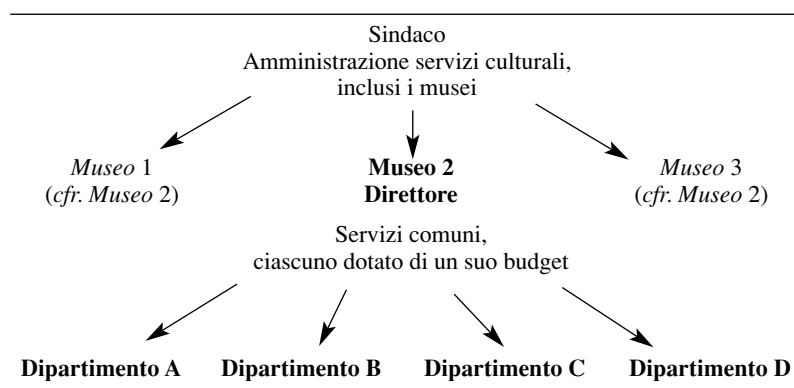 Sindaco
Amministrazione servizi culturali,
inclusi i musei
Museo 1
(cfr. Museo 2)
Museo 2
Direttore
Museo 3
(cfr. Museo 2)
Servizi comuni,
ciascuno dotato di un suo budget
Dipartimento A
Dipartimento B
Dipartimento C
Dipartimento D